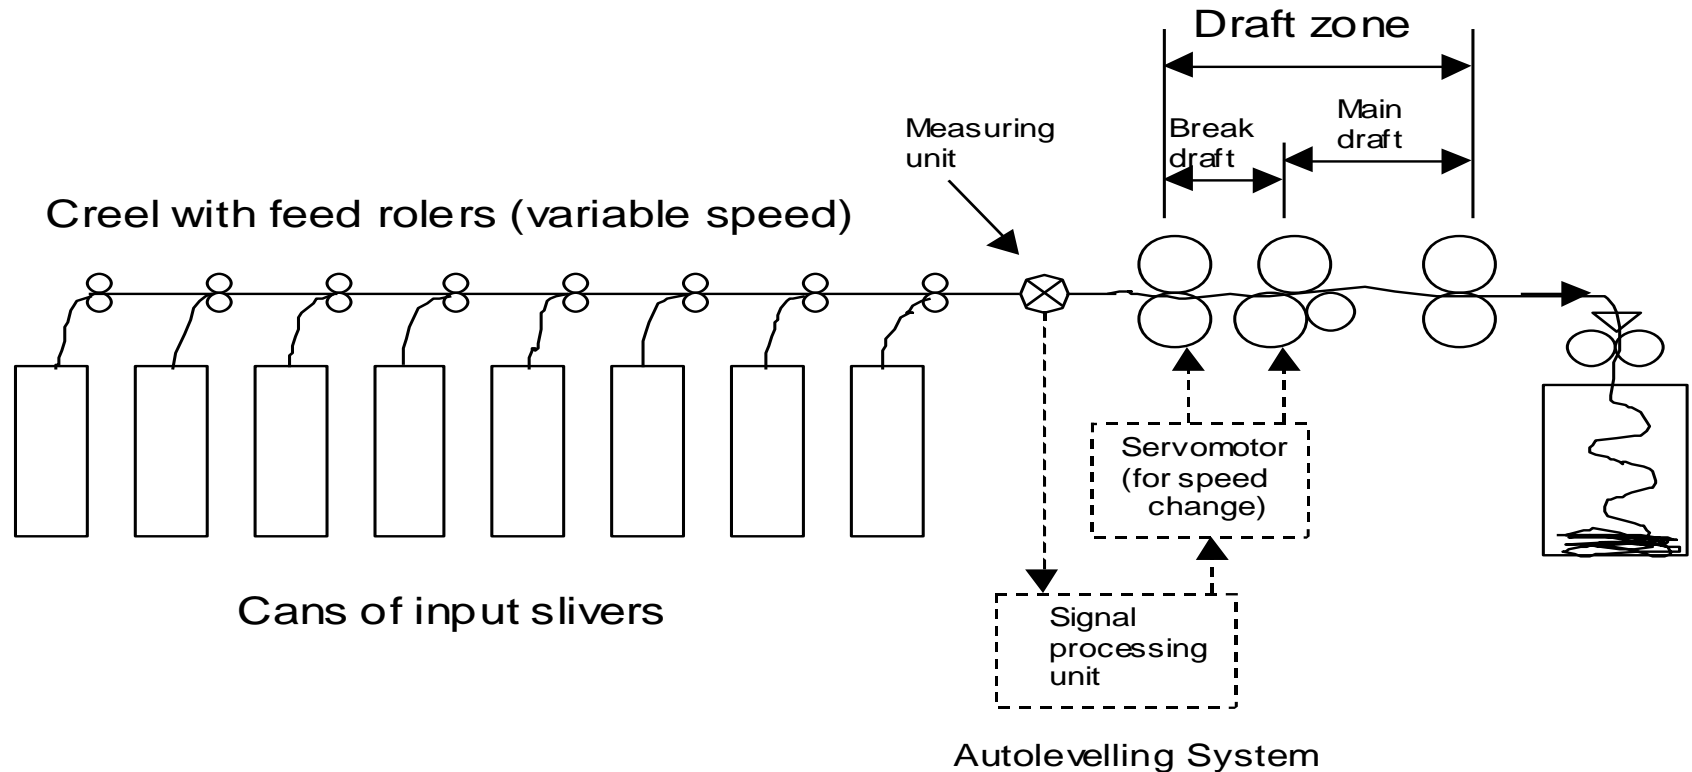 Draft zone
Main
draft
Break
draft
Measuring
unit
Creel with feed rolers (variable speed)
Servomotor
(for speed
change)
Cans of input slivers
Signal
processing
unit
Autolevelling System